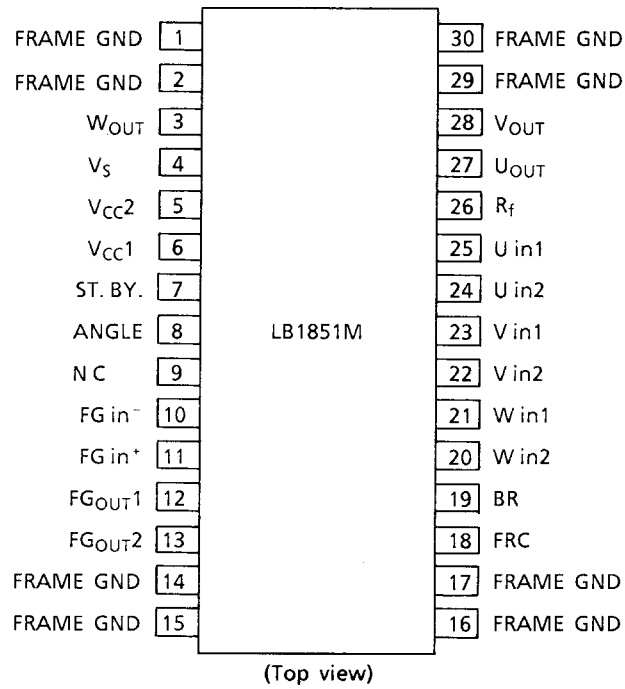 FRAME GND 1 30 FRAME GND
FRAME GND 2 29 FRAME GND
WOUT 3 28 VOUT
VS 4 27 UOUT
VCC2 5 26 Rf
VCC1 6 25 U in1
ST. BY. 7 24 U in2
ANGLE 8 LB1851M 23 V in1
N C 9 22 V in2
FG in⁻ 10 21 W in1
FG in⁺ 11 20 W in2
FGOUT1 12 19 BR
FGOUT2 13 18 FRC
FRAME GND 14 17 FRAME GND
FRAME GND 15 16 FRAME GND
(Top view)